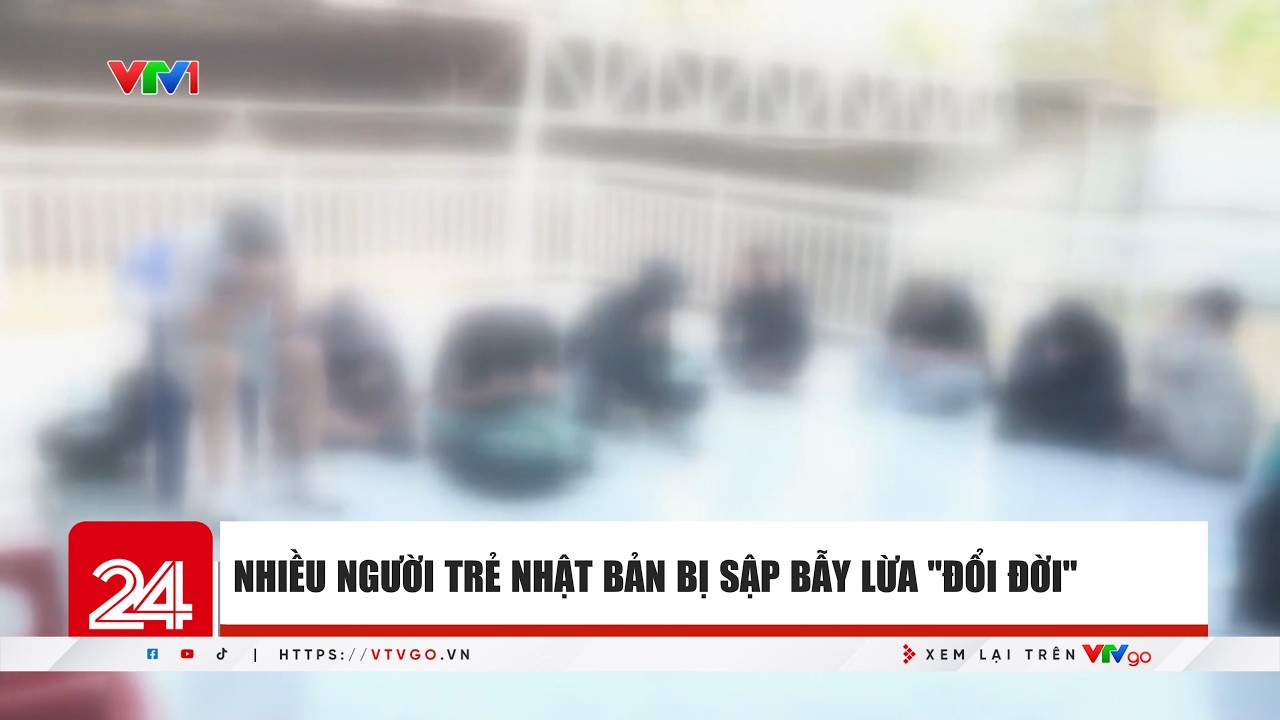 VTV1
24
NHIỀU NGƯỜI TRẺ NHẬT BẢN BỊ SẬP BẪY LỪA "ĐỔI ĐỜI"
| HTTPS://VTVGO.VN
XEM LẠI TRÊN VTVgo